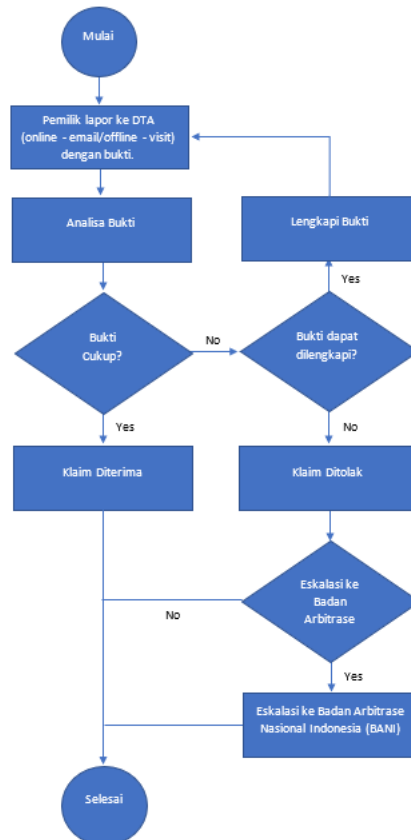 Mulai
Pemilik lapor ke DTA
(online - email/offline - visit)
dengan bukti.
Analisa Bukti
Lengkapi Bukti
Yes
Bukti
Cukup?
No
Bukti dapat
dilengkapi?
Yes
No
Klaim Diterima
Klaim Ditolak
Eskalasi ke
Badan
Arbitrase
No
Yes
Eskalasi ke Badan Arbitrase
Nasional Indonesia (BANI)
Selesai